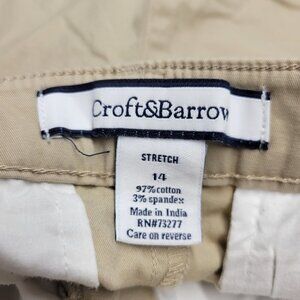 Croft&Barrow
STRETCH
14
97% cotton
3% spandex
Made in India
RN#73277
Care on reverse